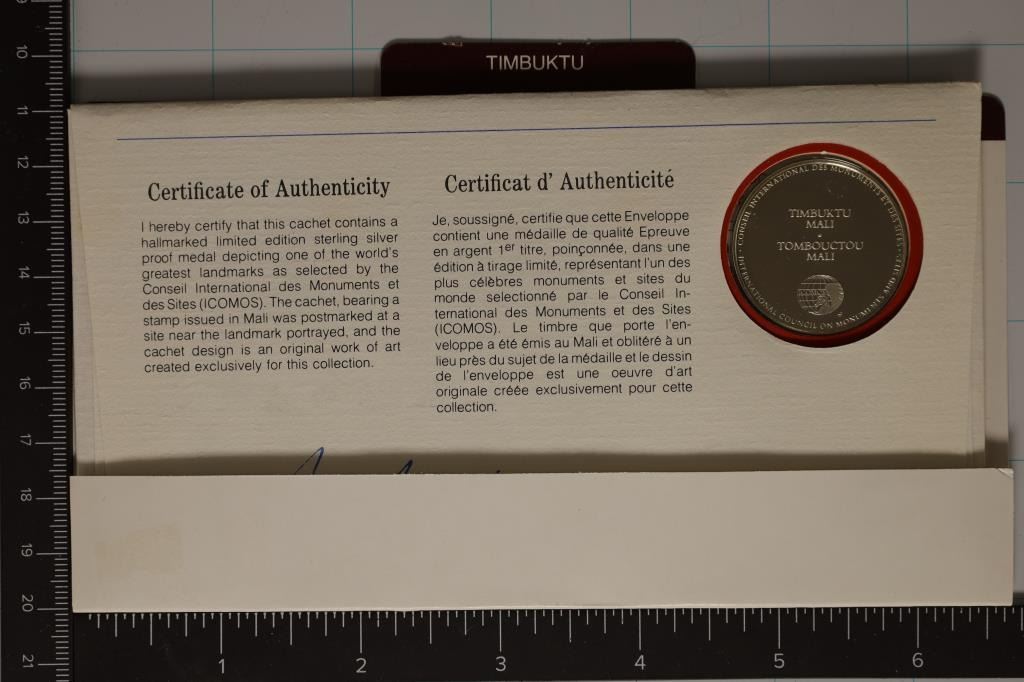 TIMBUKTU
Certificate of Authenticity
I hereby certify that this cachet contains a
hallmarked limited edition sterling silver
proof medal depicting one of the world's
greatest landmarks as selected by the
Conseil International des Monuments et
des Sites (ICOMOS). The cachet, bearing a
stamp issued in Mali was postmarked at a
site near the landmark portrayed, and the
cachet design is an original work of art
created exclusively for this collection.
Certificat d' Authenticité
Je, soussigné, certifie que cette Enveloppe
contient une médaille de qualité Epreuve
en argent 1er titre, poinçonnée, dans une
édition à tirage limité, représentant l'un des
plus célèbres monuments et sites du
monde selectionné par le Conseil In-
ternational des Monuments et des Sites
(ICOMOS). Le timbre que porte l'en-
veloppe a été émis au Mali et oblitéré à un
lieu près du sujet de la médaille et le dessin
de l'enveloppe est une oeuvre d'art
originale créée exclusivement pour cette
collection.
CONSEIL INTERNATIONAL DES MONUMENTS ET DES SITES
TIMBUKTU
MALI
TOMBOUCTOU
MALI
INTERNATIONAL COUNCIL ON MONUMENTS AND SITES
9
10
11
12
13
14
15
16
17
18
19
20
21
1 2 3 4 5 6